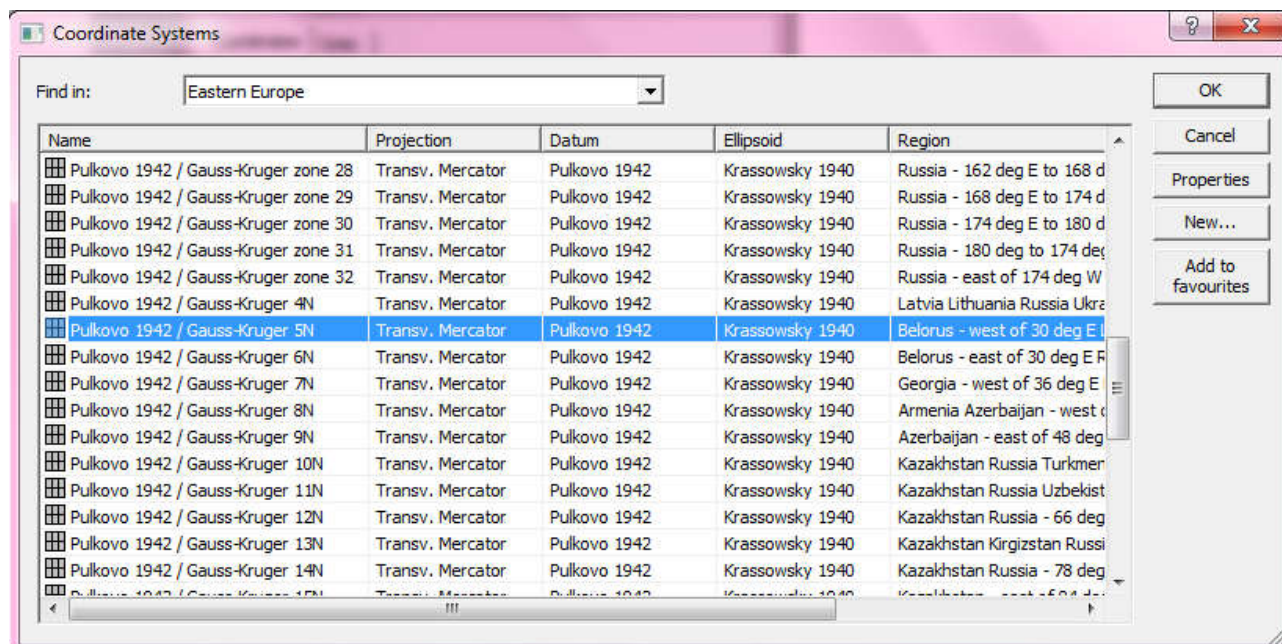 Coordinate Systems
Find in: Eastern Europe OK
Name Projection Datum Ellipsoid Region Cancel
Pulkovo 1942 / Gauss-Kruger zone 28 Transv. Mercator Pulkovo 1942 Krassowsky 1940 Russia - 162 deg E to 168 d
Properties
Pulkovo 1942 / Gauss-Kruger zone 29 Transv. Mercator Pulkovo 1942 Krassowsky 1940 Russia - 168 deg E to 174 d
Pulkovo 1942 / Gauss-Kruger zone 30 Transv. Mercator Pulkovo 1942 Krassowsky 1940 Russia - 174 deg E to 180 d
New...
Pulkovo 1942 / Gauss-Kruger zone 31 Transv. Mercator Pulkovo 1942 Krassowsky 1940 Russia - 180 deg to 174 deg
Pulkovo 1942 / Gauss-Kruger zone 32 Transv. Mercator Pulkovo 1942 Krassowsky 1940 Russia - east of 174 deg W
Add to
favourites
Pulkovo 1942 / Gauss-Kruger 4N Transv. Mercator Pulkovo 1942 Krassowsky 1940 Latvia Lithuania Russia Ukra
Pulkovo 1942 / Gauss-Kruger 5N Transv. Mercator Pulkovo 1942 Krassowsky 1940 Belorus - west of 30 deg E L
Pulkovo 1942 / Gauss-Kruger 6N Transv. Mercator Pulkovo 1942 Krassowsky 1940 Belorus - east of 30 deg E R
Pulkovo 1942 / Gauss-Kruger 7N Transv. Mercator Pulkovo 1942 Krassowsky 1940 Georgia - west of 36 deg E
Pulkovo 1942 / Gauss-Kruger 8N Transv. Mercator Pulkovo 1942 Krassowsky 1940 Armenia Azerbaijan - west
Pulkovo 1942 / Gauss-Kruger 9N Transv. Mercator Pulkovo 1942 Krassowsky 1940 Azerbaijan - east of 48 deg
Pulkovo 1942 / Gauss-Kruger 10N Transv. Mercator Pulkovo 1942 Krassowsky 1940 Kazakhstan Russia Turkmen
Pulkovo 1942 / Gauss-Kruger 11N Transv. Mercator Pulkovo 1942 Krassowsky 1940 Kazakhstan Russia Uzbekist
Pulkovo 1942 / Gauss-Kruger 12N Transv. Mercator Pulkovo 1942 Krassowsky 1940 Kazakhstan Russia - 66 deg
Pulkovo 1942 / Gauss-Kruger 13N Transv. Mercator Pulkovo 1942 Krassowsky 1940 Kazakhstan Kirgizstan Russi
Pulkovo 1942 / Gauss-Kruger 14N Transv. Mercator Pulkovo 1942 Krassowsky 1940 Kazakhstan Russia - 78 deg